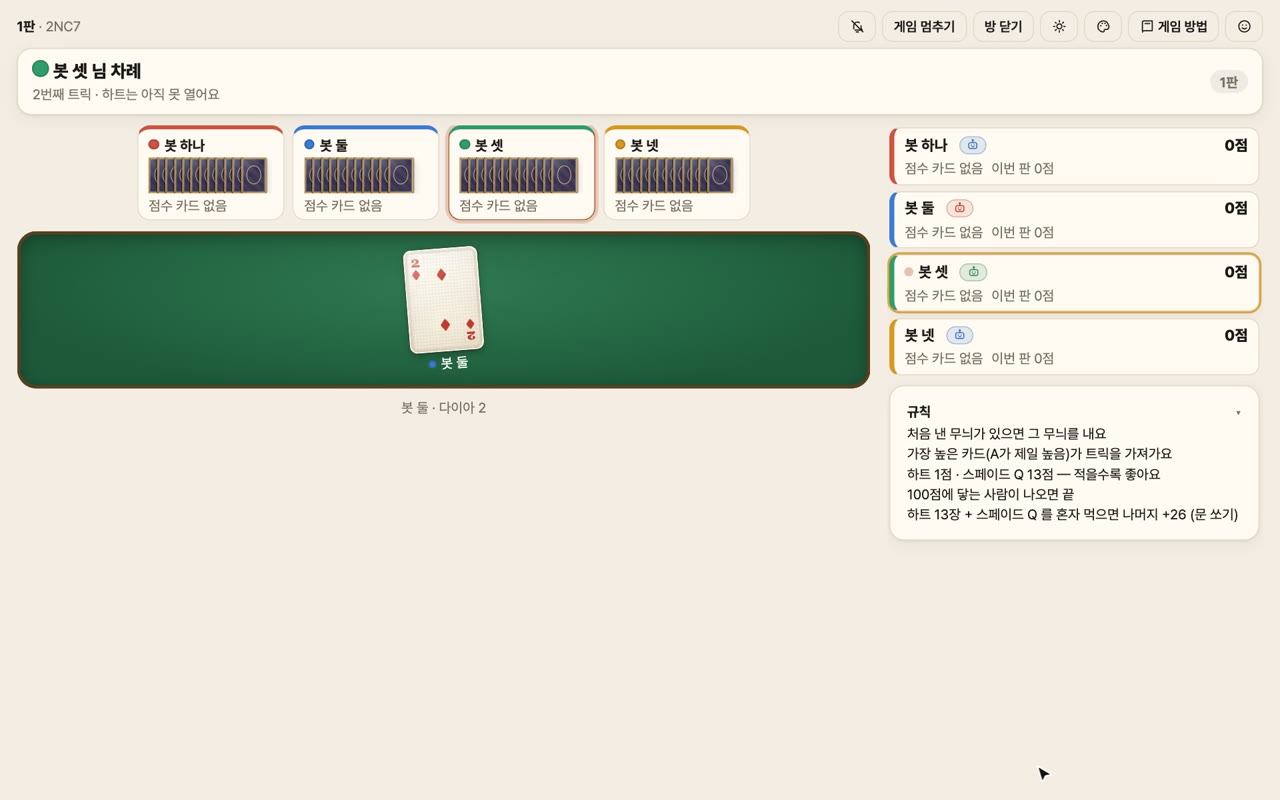 1판 · 2NC7
게임 멈추기
방 닫기
게임 방법
봇 셋 님 차례
2번째 트릭 · 하트는 아직 못 열어요
1판
봇 하나
점수 카드 없음
봇 둘
점수 카드 없음
봇 셋
점수 카드 없음
봇 넷
점수 카드 없음
2
2
봇 둘
봇 둘 · 다이아 2
봇 하나 0점
점수 카드 없음 이번 판 0점
봇 둘 0점
점수 카드 없음 이번 판 0점
봇 셋 0점
점수 카드 없음 이번 판 0점
봇 넷 0점
점수 카드 없음 이번 판 0점
규칙
처음 낸 무늬가 있으면 그 무늬를 내요
가장 높은 카드(A가 제일 높음)가 트릭을 가져가요
하트 1점 · 스페이드 Q 13점 — 적을수록 좋아요
100점에 닿는 사람이 나오면 끝
하트 13장 + 스페이드 Q 를 혼자 먹으면 나머지 +26 (문 쏘기)